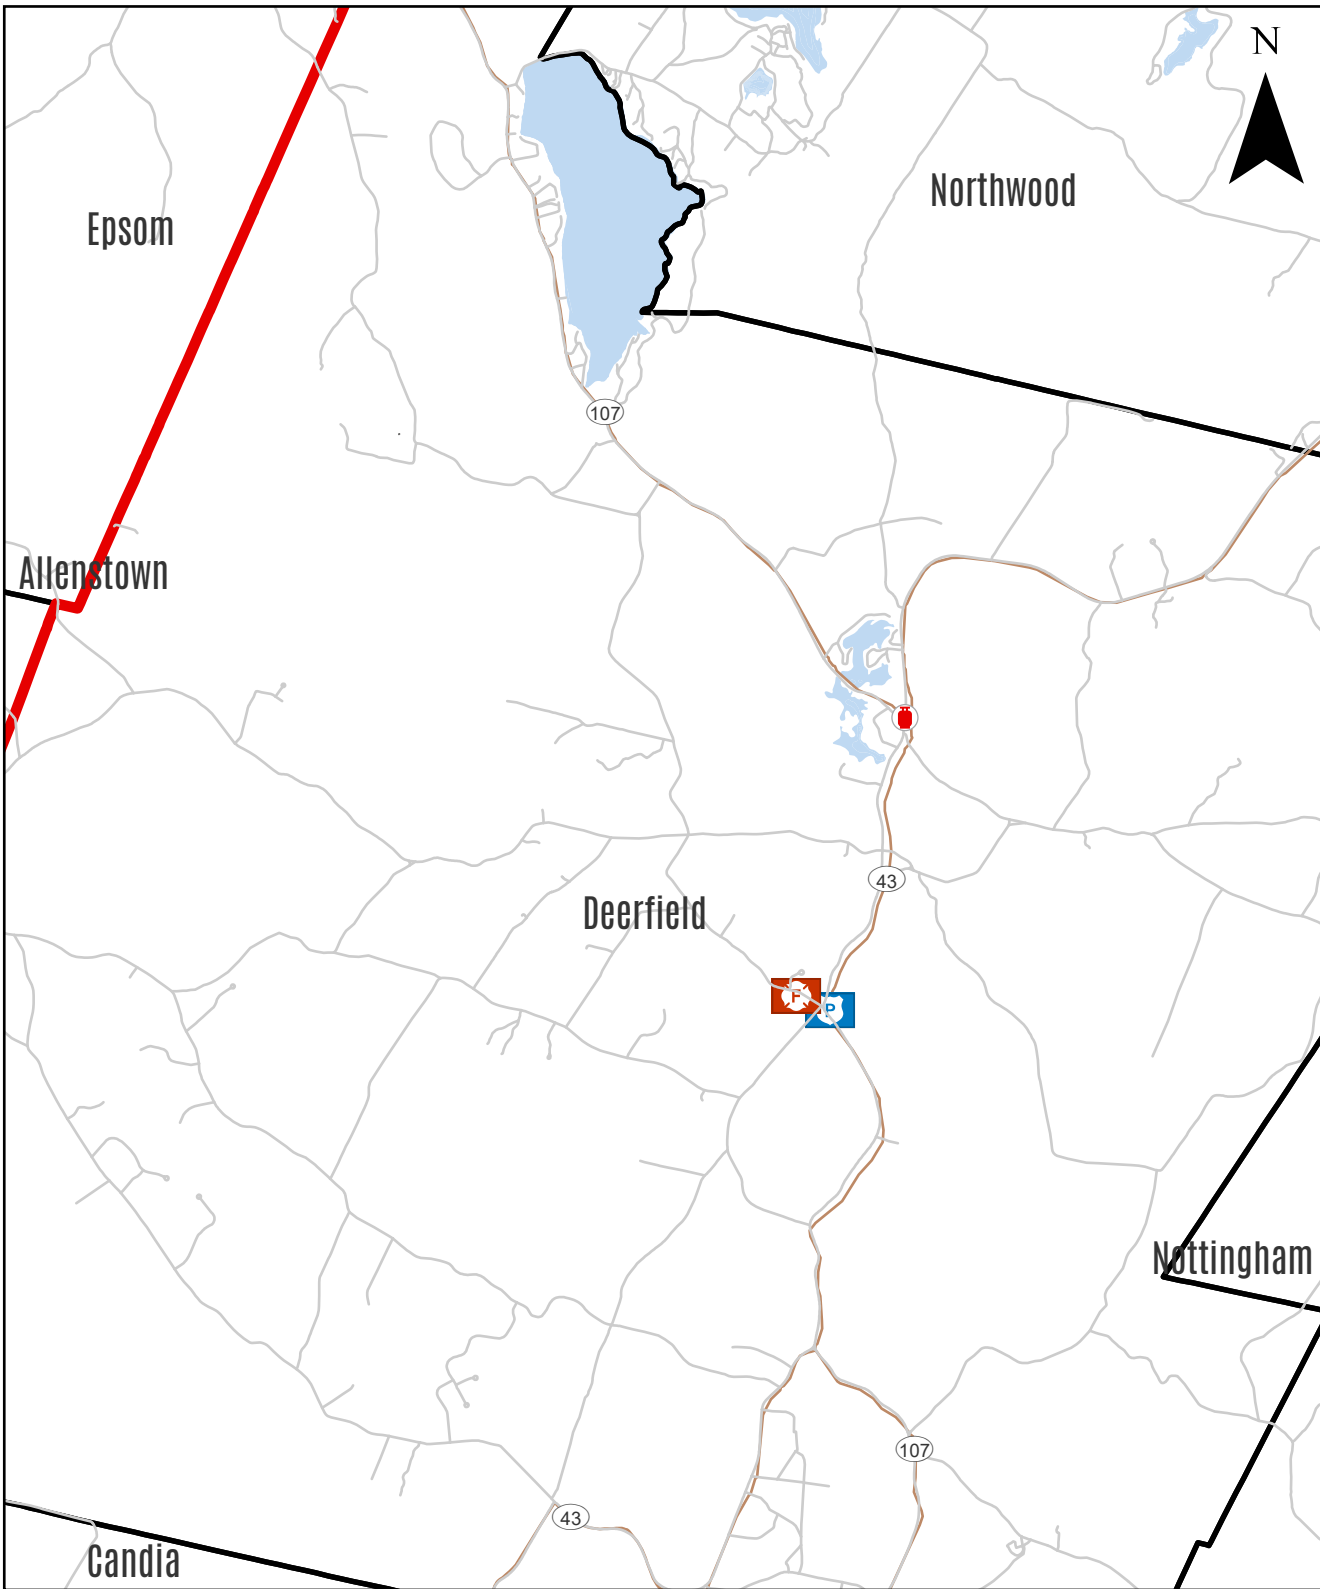 N
Northwood
Epsom
107
Allenstown
43
Deerfield
F
P
Nottingham
107
43
Candia